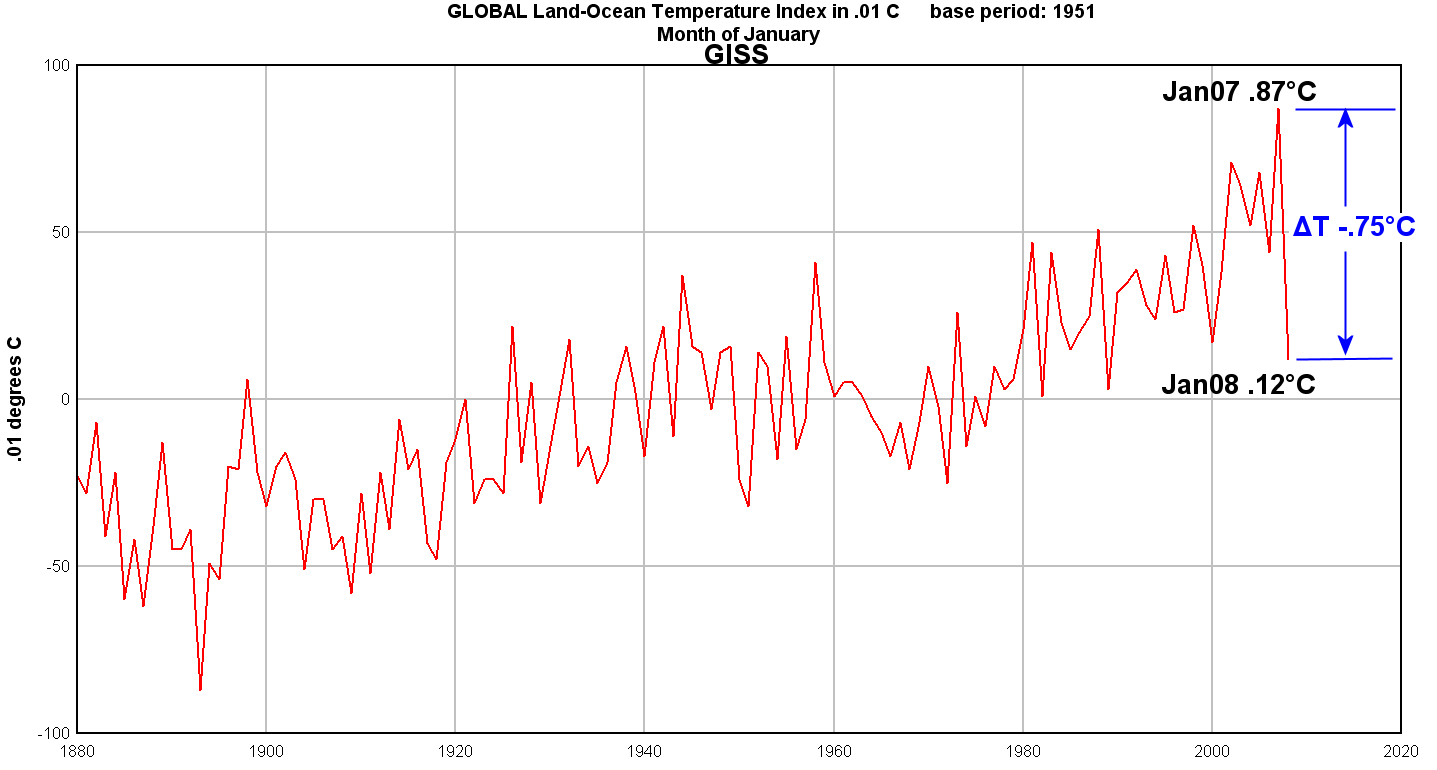 GLOBAL Land-Ocean Temperature Index in .01 C base period: 1951
Month of January
GISS
100
50
0
-50
-100
.01 degrees C
Jan07 .87°C
ΔT -.75°C
Jan08 .12°C
1880
1900
1920
1940
1960
1980
2000
2020